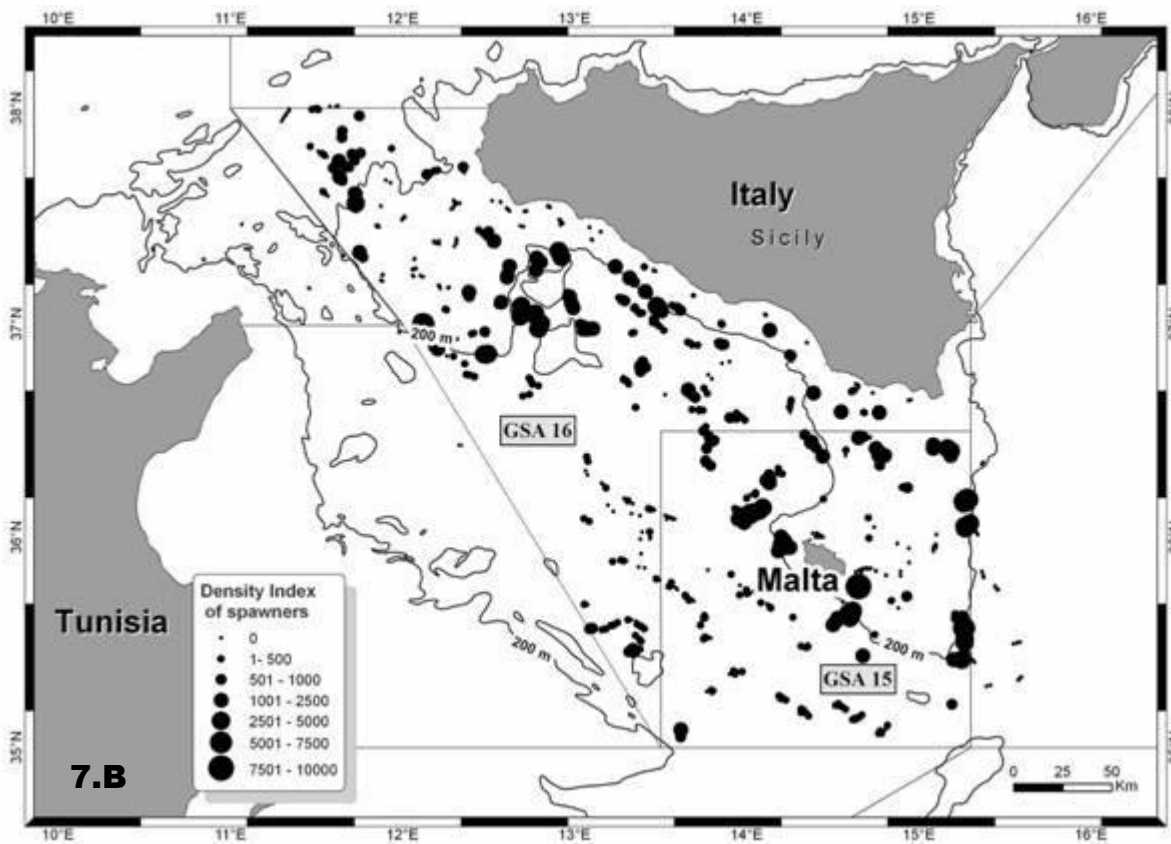 10°E 11°E 12°E 13°E 14°E 15°E 16°E
38°N
37°N
36°N
35°N
Italy
Sicily
200 m
GSA 16
Malta
200 m
GSA 15
200 m
Tunisia
Density Index
of spawners
0
1- 500
501 - 1000
1001 - 2500
2501 - 5000
5001 - 7500
7501 - 10000
7.B
0 25 50
Km
10°E 11°E 12°E 13°E 14°E 15°E 16°E